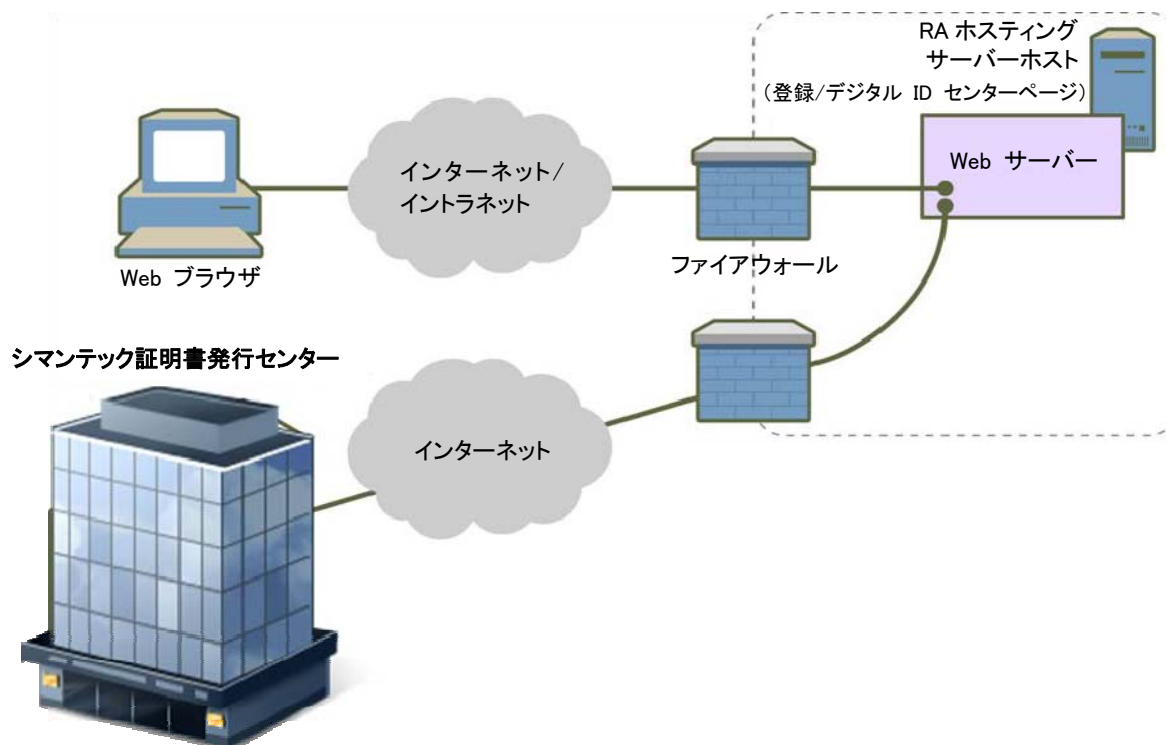 RA ホスティング
サーバーホスト
（登録/デジタル ID センターページ）
Web サーバー
インターネット/
イントラネット
Web ブラウザ
ファイアウォール
シマンテック証明書発行センター
インターネット